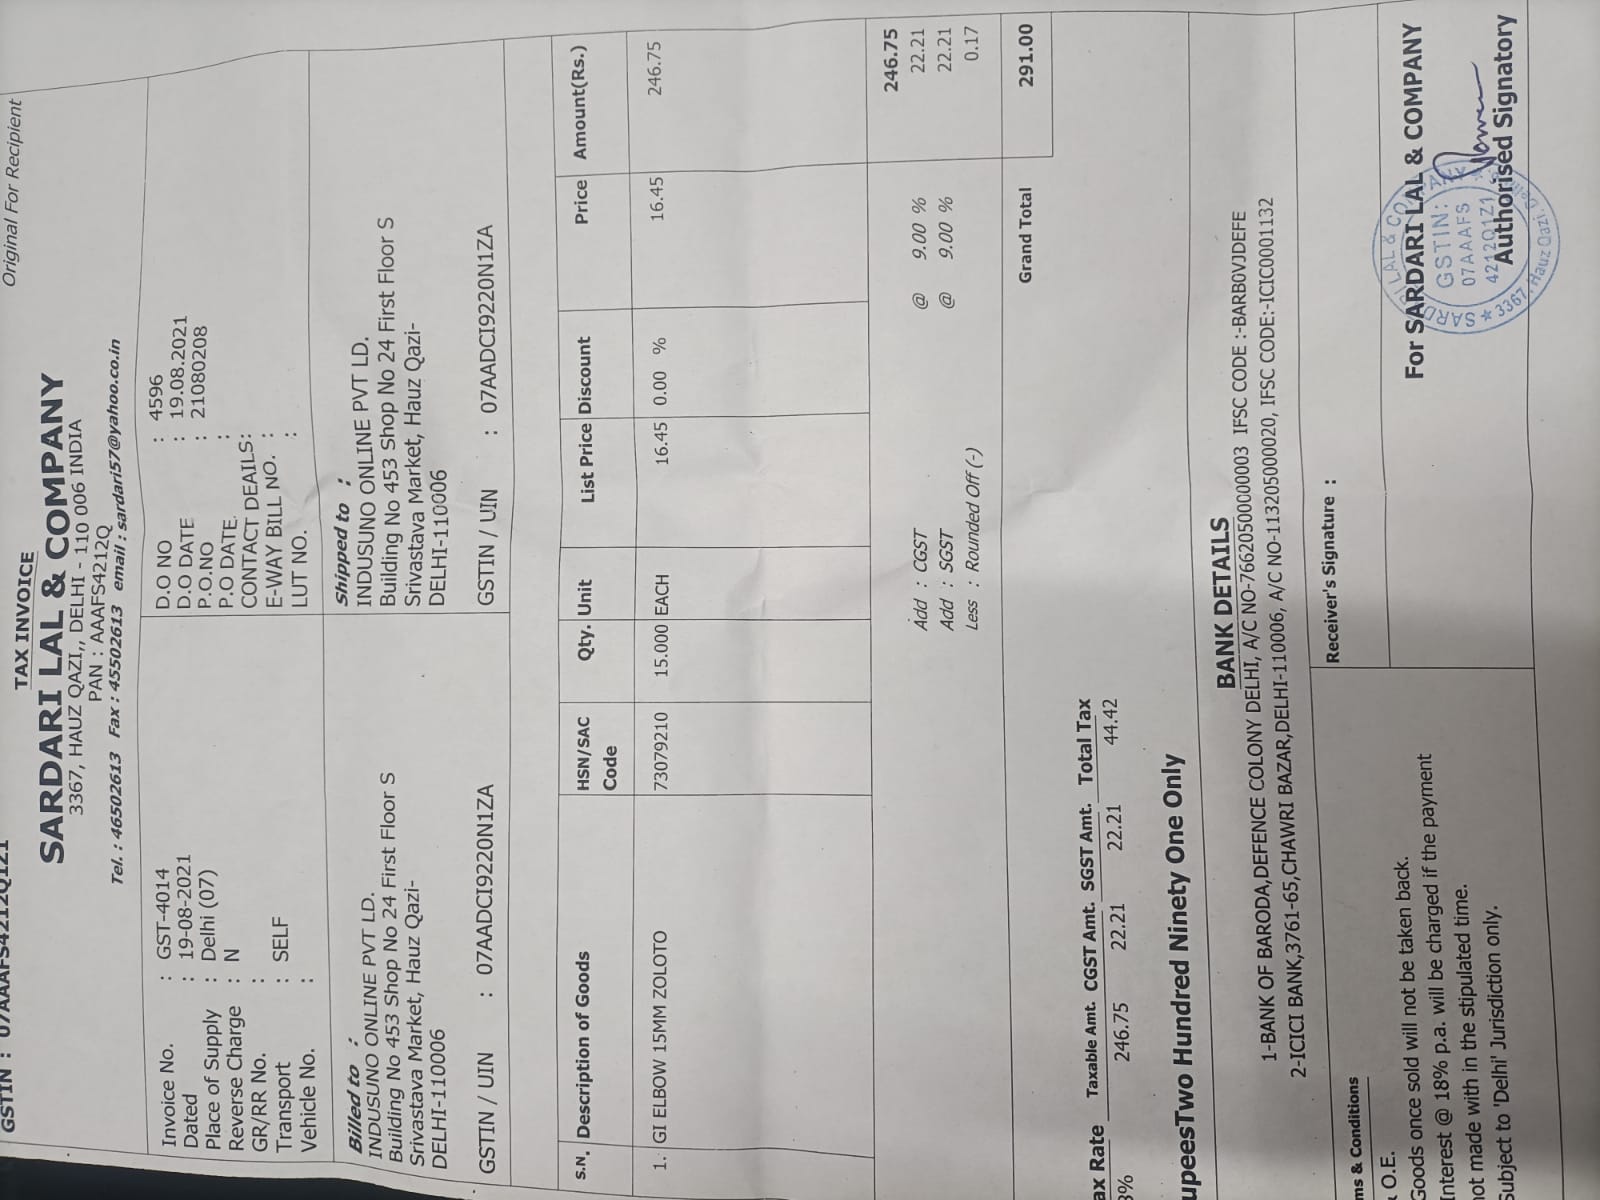 GSTIN : 07AAAFS4212Q1Z1
Original For Recipient
TAX INVOICE
SARDARI LAL & COMPANY
3367, HAUZ QAZI,, DELHI - 110 006 INDIA
PAN : AAAFS4212Q
Tel. : 46502613 Fax : 45502613 email : sardari57@yahoo.co.in
Invoice No. : GST-4014
Dated : 19-08-2021
Place of Supply : Delhi (07)
Reverse Charge : N
GR/RR No. :
Transport : SELF
Vehicle No. :
D.O NO : 4596
D.O DATE : 19.08.2021
P.O.NO : 21080208
P.O DATE. :
CONTACT DEAILS:
E-WAY BILL NO. :
LUT NO. :
Billed to :
INDUSUNO ONLINE PVT LD.
Building No 453 Shop No 24 First Floor S
Srivastava Market, Hauz Qazi-
DELHI-110006
GSTIN / UIN : 07AADCI9220N1ZA
Shipped to :
INDUSUNO ONLINE PVT LD.
Building No 453 Shop No 24 First Floor S
Srivastava Market, Hauz Qazi-
DELHI-110006
GSTIN / UIN : 07AADCI9220N1ZA
S.N. Description of Goods HSN/SAC Code Qty. Unit List Price Discount Price Amount(Rs.)
1. GI ELBOW 15MM ZOLOTO 73079210 15.000 EACH 16.45 0.00 % 16.45 246.75
246.75
Add : CGST @ 9.00 % 22.21
Add : SGST @ 9.00 % 22.21
Less : Rounded Off (-) 0.17
Grand Total 291.00
ax Rate Taxable Amt. CGST Amt. SGST Amt. Total Tax
8% 246.75 22.21 22.21 44.42
upeesTwo Hundred Ninety One Only
BANK DETAILS
1-BANK OF BARODA,DEFENCE COLONY DELHI, A/C NO-76620500000003 IFSC CODE :-BARB0VJDEFE
2-ICICI BANK,3761-65,CHAWRI BAZAR,DELHI-110006, A/C NO-113205000020, IFSC CODE:-ICIC0001132
ms & Conditions
. O.E.
Goods once sold will not be taken back.
Interest @ 18% p.a. will be charged if the payment
not made with in the stipulated time.
Subject to 'Delhi' Jurisdiction only.
Receiver's Signature :
For SARDARI LAL & COMPANY
GSTIN:
07AAAFS
4212Q1Z1
3367, Hauz Qazi, Delhi
Authorised Signatory